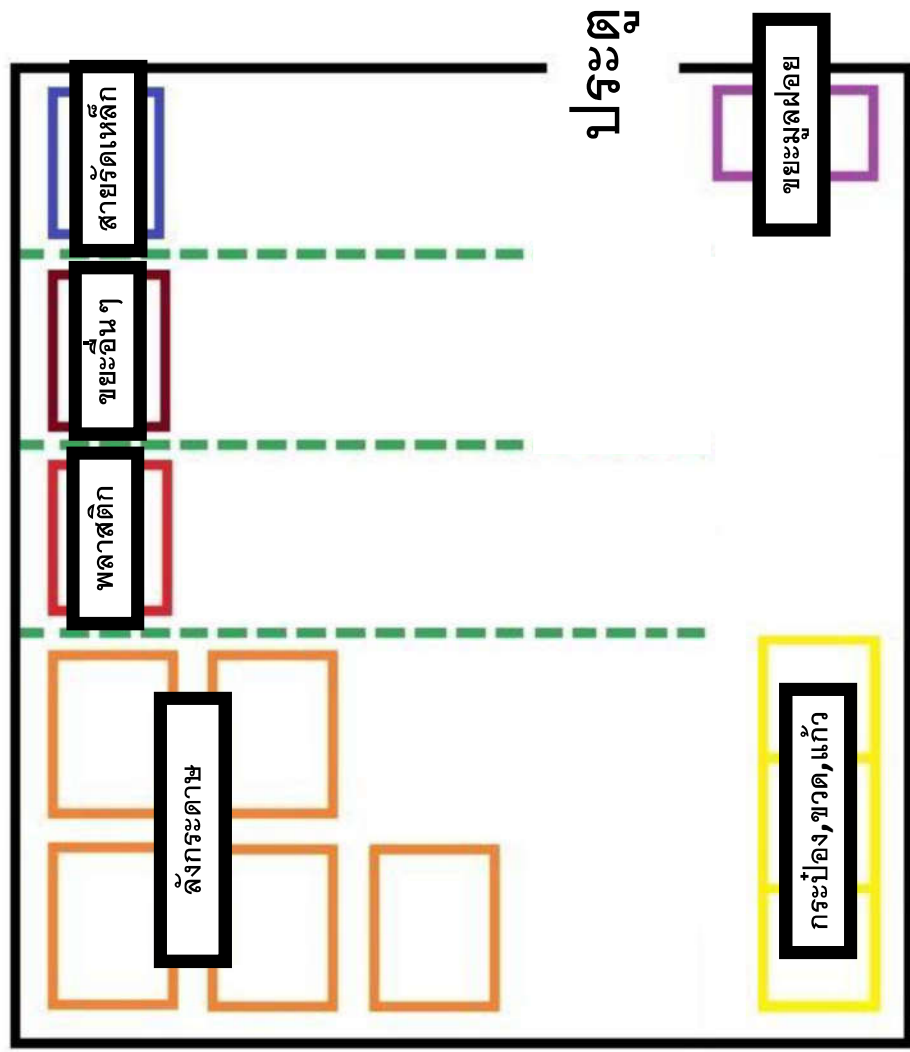 ประตู
ขยะมูลฝอย
สายรัดเหล็ก
ขยะอื่นๆ
พลาสติก
ลังกระดาษ
กระป๋อง,ขวด,แก้ว